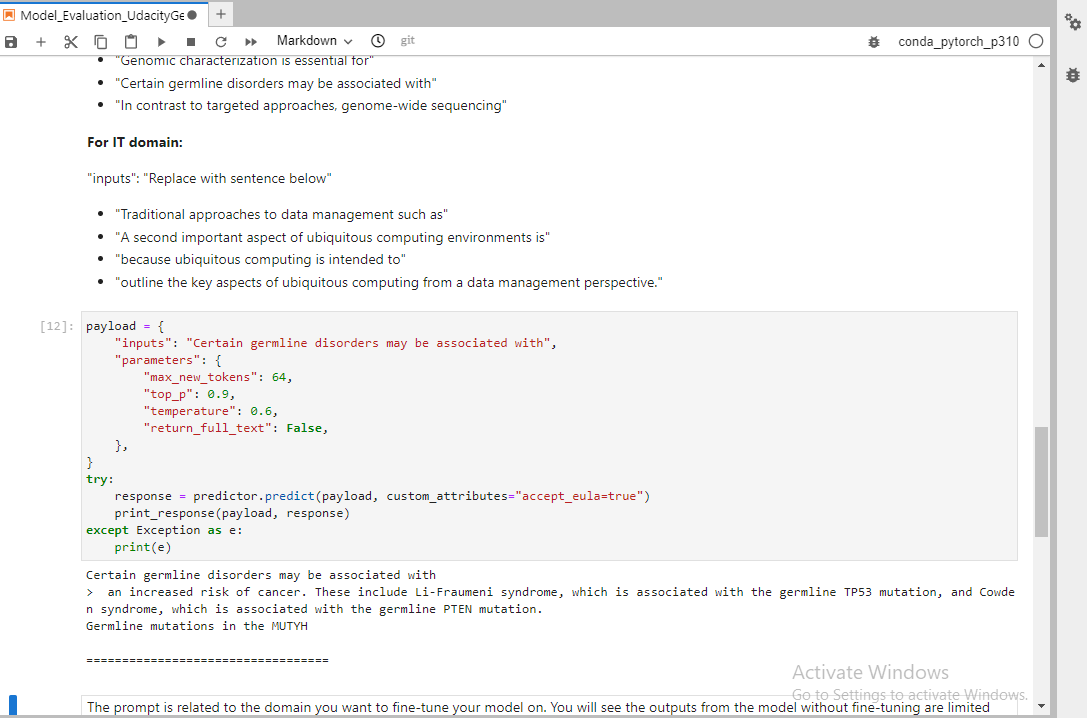 Model_Evaluation_UdacityGe
Markdown
git
conda_pytorch_p310
"Genomic characterization is essential for"
"Certain germline disorders may be associated with"
"In contrast to targeted approaches, genome-wide sequencing"
For IT domain:
"inputs": "Replace with sentence below"
"Traditional approaches to data management such as"
"A second important aspect of ubiquitous computing environments is"
"because ubiquitous computing is intended to"
"outline the key aspects of ubiquitous computing from a data management perspective."
[12]:
payload = {
    "inputs": "Certain germline disorders may be associated with",
    "parameters": {
        "max_new_tokens": 64,
        "top_p": 0.9,
        "temperature": 0.6,
        "return_full_text": False,
    },
}
try:
    response = predictor.predict(payload, custom_attributes="accept_eula=true")
    print_response(payload, response)
except Exception as e:
    print(e)
Certain germline disorders may be associated with
>  an increased risk of cancer. These include Li-Fraumeni syndrome, which is associated with the germline TP53 mutation, and Cowde
n syndrome, which is associated with the germline PTEN mutation.
Germline mutations in the MUTYH
==================================
Activate Windows
Go to Settings to activate Windows.
The prompt is related to the domain you want to fine-tune your model on. You will see the outputs from the model without fine-tuning are limited